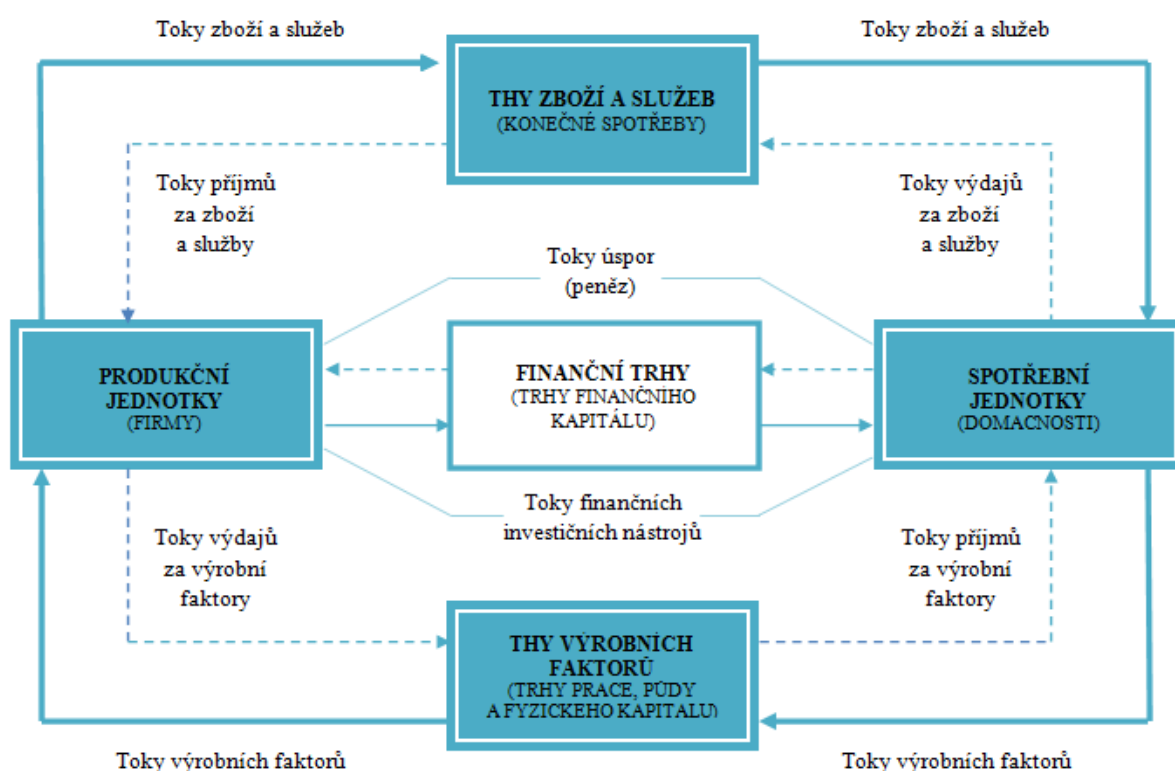 Toky zboží a služeb
Toky zboží a služeb
THY ZBOŽÍ A SLUŽEB
(KONEČNÉ SPOTŘEBY)
Toky příjmů
za zboží
a služby
Toky výdajů
za zboží
a služby
Toky úspor
(peněz)
PRODUKČNÍ
JEDNOTKY
(FIRMY)
FINANČNÍ TRHY
(TRHY FINANČNÍHO
KAPITÁLU)
SPOTŘEBNÍ
JEDNOTKY
(DOMACNOSTI)
Toky finančních
investičních nástrojů
Toky výdajů
za výrobní
faktory
Toky příjmů
za výrobní
faktory
THY VÝROBNÍCH
FAKTORŮ
(TRHY PRACE, PŮDY
A FYZICKEHO KAPITALU)
Toky výrobních faktorů
Toky výrobních faktorů